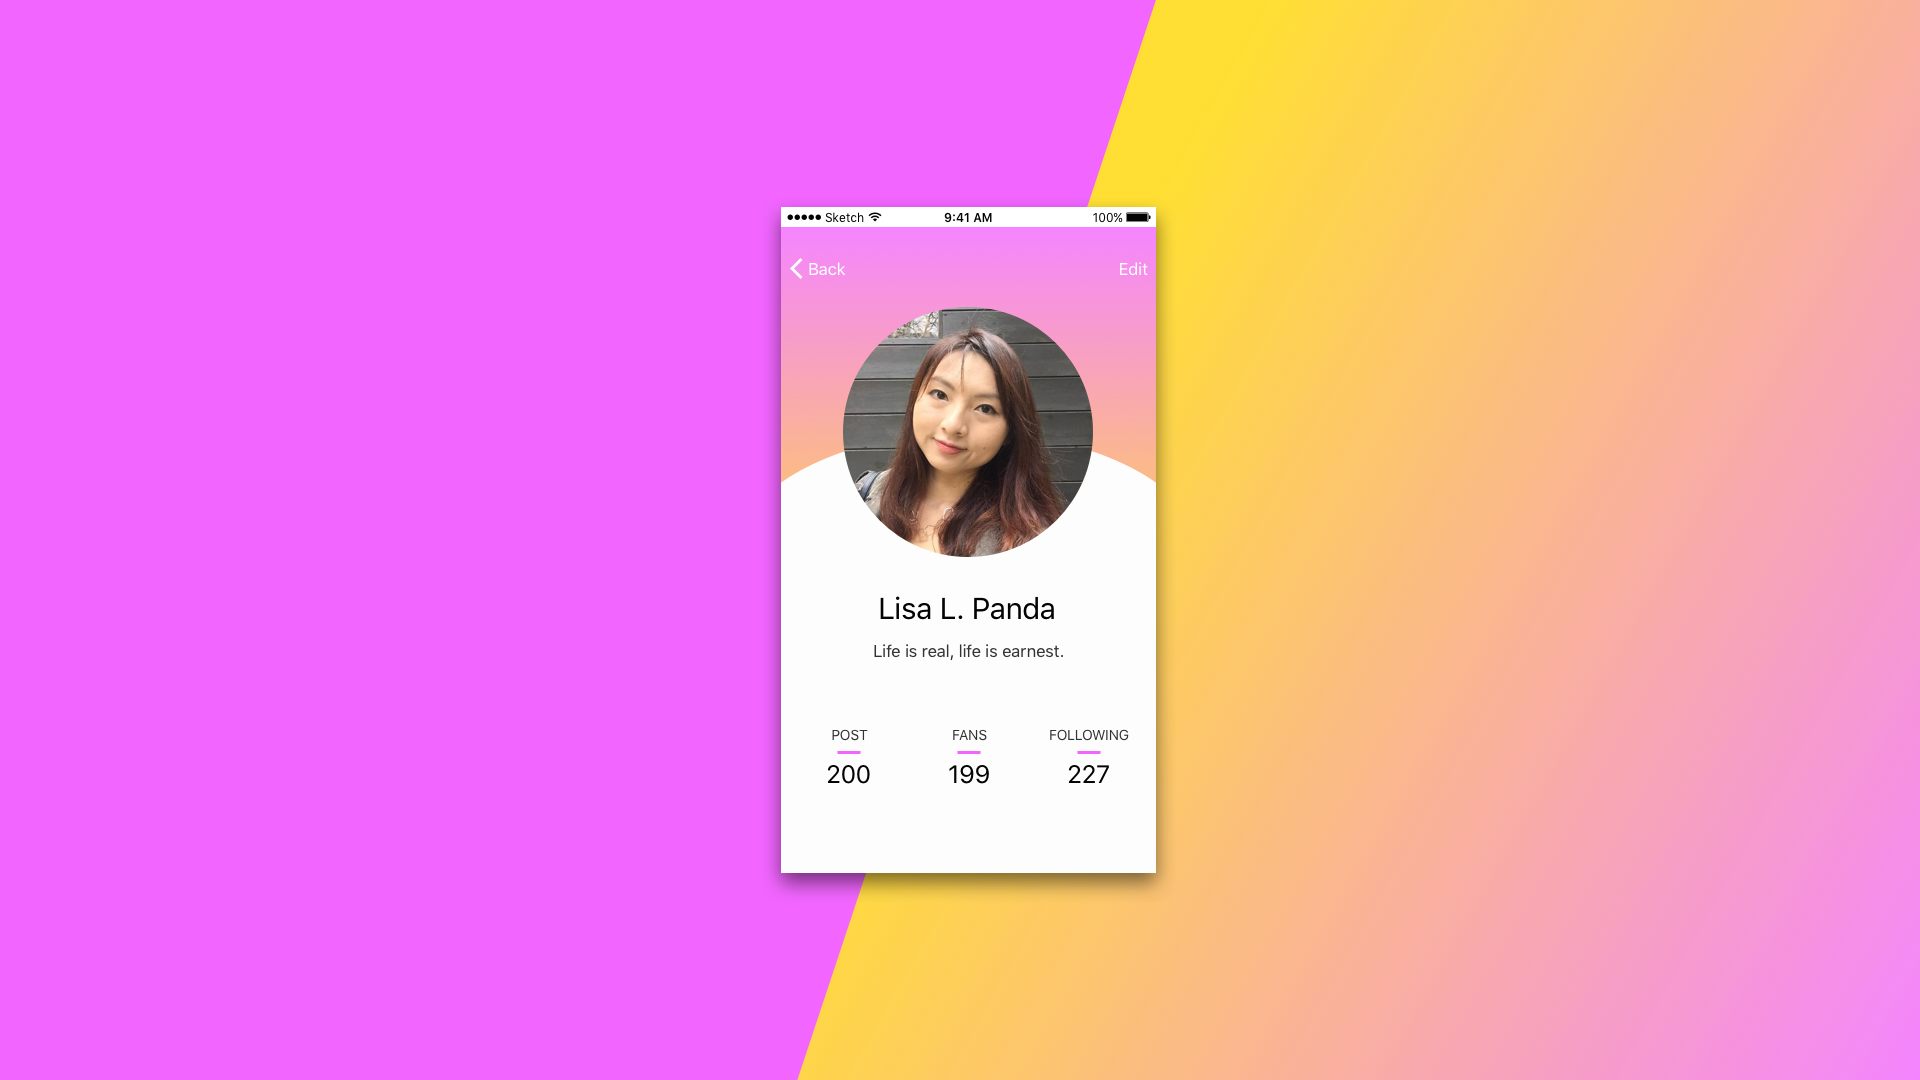 Sketch 9:41 AM 100%
Back Edit
Lisa L. Panda
Life is real, life is earnest.
POST FANS FOLLOWING
200 199 227